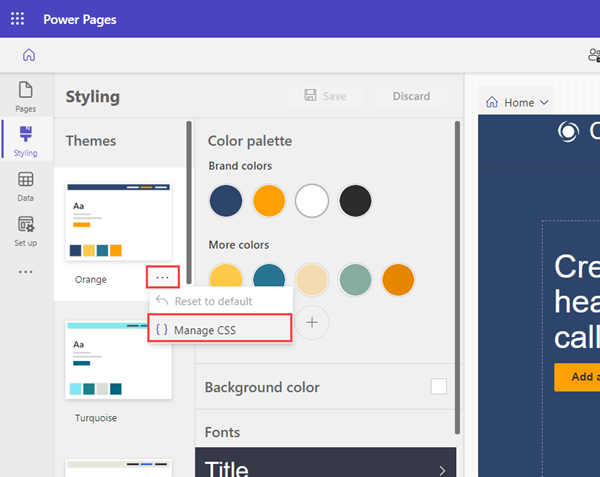 Power Pages
Pages
Styling
Data
Set up
Styling
Save
Discard
Themes
Aa
Orange
Reset to default
{ } Manage CSS
Aa
Turquoise
Color palette
Brand colors
More colors
Background color
Fonts
Title
Home
Cre
hea
call
Add a